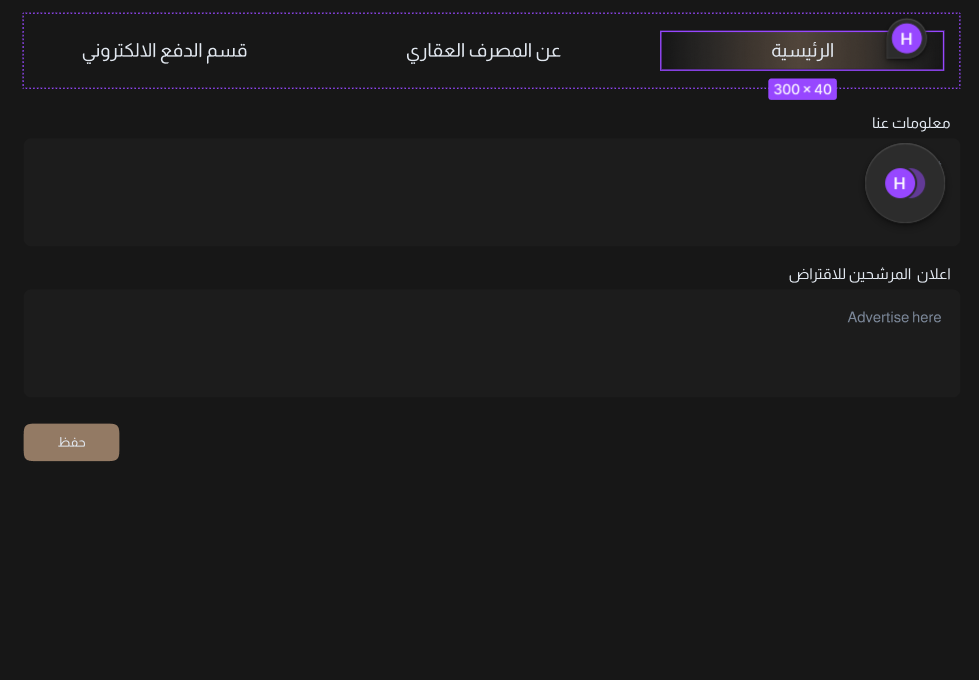 الرئيسية
عن المصرف العقاري
قسم الدفع الالكتروني
H
300 × 40
معلومات عنا
H
اعلان المرشحين للاقتراض
Advertise here
حفظ